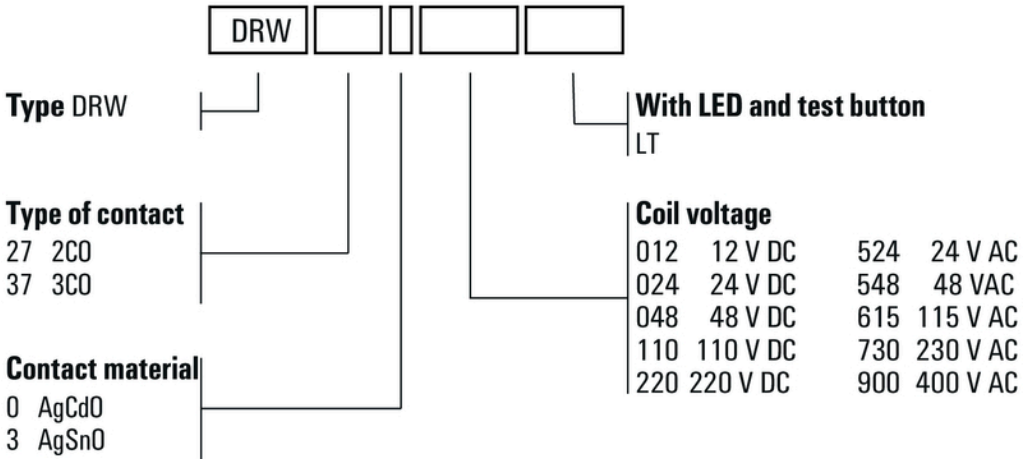 DRW
Type DRW
With LED and test button
LT
Type of contact
27 2CO
37 3CO
Coil voltage
012 12 V DC 524 24 V AC
024 24 V DC 548 48 VAC
048 48 V DC 615 115 V AC
110 110 V DC 730 230 V AC
220 220 V DC 900 400 V AC
Contact material
0 AgCdO
3 AgSnO